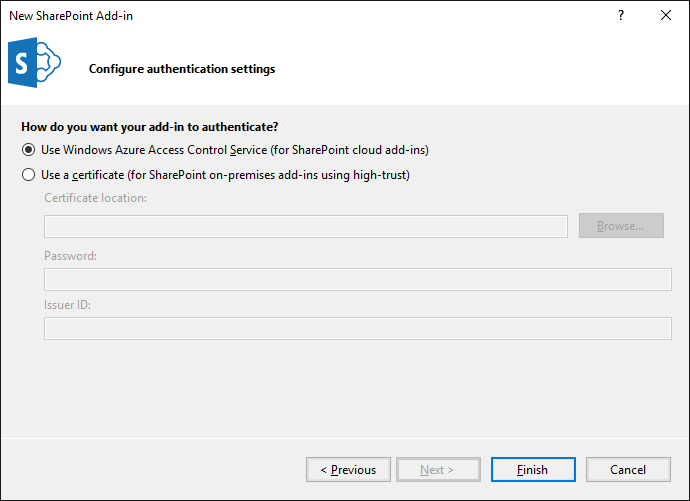 New SharePoint Add-in
?
S
Configure authentication settings
How do you want your add-in to authenticate?
Use Windows Azure Access Control Service (for SharePoint cloud add-ins)
Use a certificate (for SharePoint on-premises add-ins using high-trust)
Certificate location:
Browse...
Password:
Issuer ID:
< Previous
Next >
Finish
Cancel